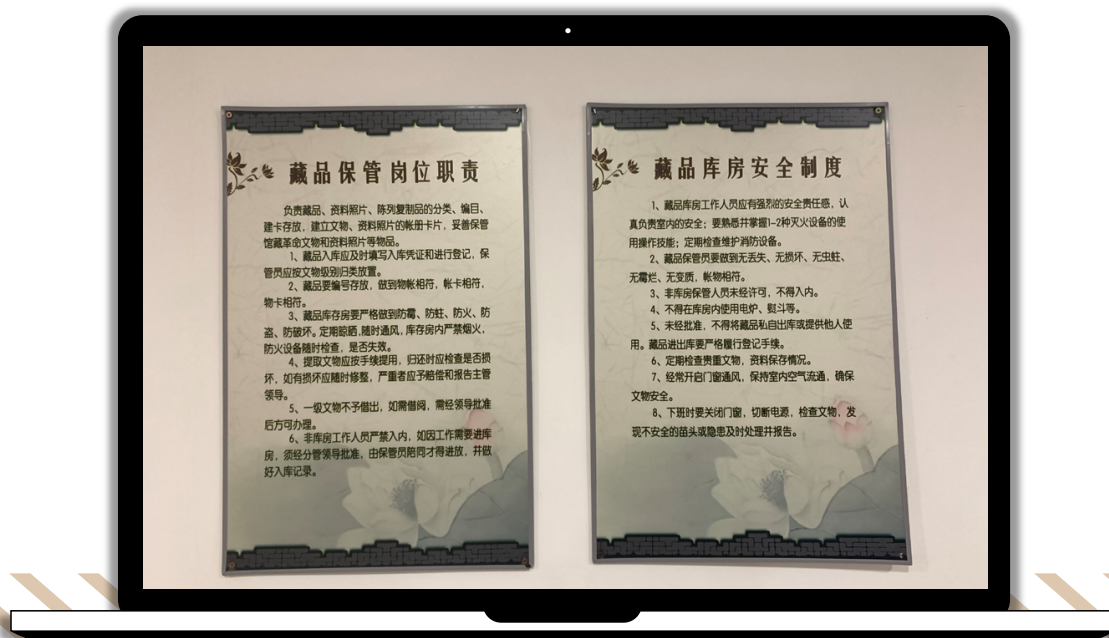 藏品保管岗位职责
负责藏品、资料照片、陈列复制品的分类、编目、
建卡存放，建立文物、资料照片的帐册卡片，妥善保管
馆藏革命文物和资料照片等物品。
1、藏品入库应及时填写入库凭证和进行登记，保
管员应按文物级别归类放置。
2、藏品要编号存放，做到物帐相符，帐卡相符，
物卡相符。
3、藏品库存房要严格做到防霉、防蛀、防火、防
盗、防破坏。定期晾晒，随时通风，库存房内严禁烟火，
防火设备随时检查，是否失效。
4、提取文物应按手续提用，归还时应检查是否损
坏，如有损坏应随时修整，严重者应予赔偿和报告主管
领导。
5、一级文物不予借出，如需借阅，需经领导批准
后方可办理。
6、非库房工作人员严禁入内，如因工作需要进库
房，须经分管领导批准，由保管员陪同才得进放，并做
好入库记录。
藏品库房安全制度
1、藏品库房工作人员应有强烈的安全责任感，认
真负责室内的安全；要熟悉并掌握1-2种灭火设备的使
用操作技能；定期检查维护消防设备。
2、藏品保管员要做到无丢失、无损坏、无虫蛀、
无霉烂、无变质，帐物相符。
3、非库房保管人员未经许可，不得入内。
4、不得在库房内使用电炉、熨斗等。
5、未经批准，不得将藏品私自出库或提供他人使
用。藏品进出库要严格履行登记手续。
6、定期检查贵重文物，资料保存情况。
7、经常开启门窗通风，保持室内空气流通，确保
文物安全。
8、下班时要关闭门窗，切断电源，检查文物，发
现不安全的苗头或隐患及时处理并报告。